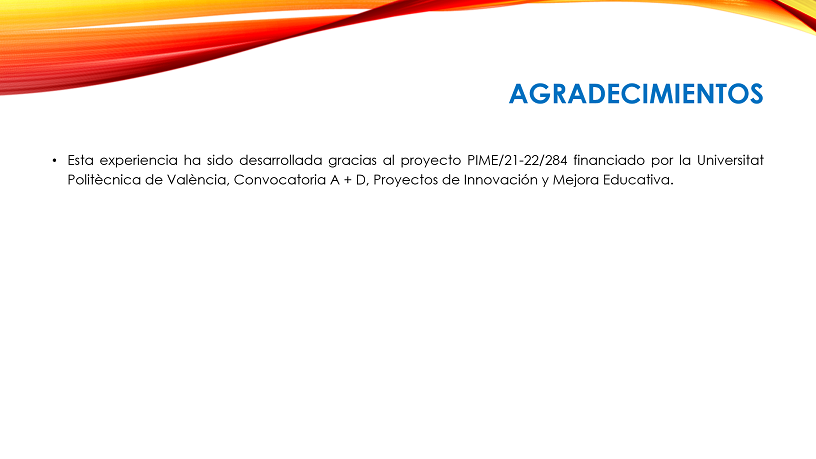 AGRADECIMIENTOS
• Esta experiencia ha sido desarrollada gracias al proyecto PIME/21-22/284 financiado por la Universitat
Politècnica de València, Convocatoria A + D, Proyectos de Innovación y Mejora Educativa.